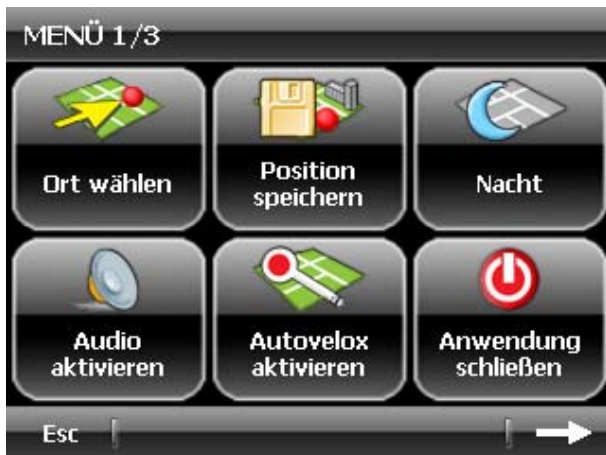 MENÜ 1/3
Ort wählen
Position
speichern
Nacht
Audio
aktivieren
Autovelox
aktivieren
Anwendung
schließen
Esc